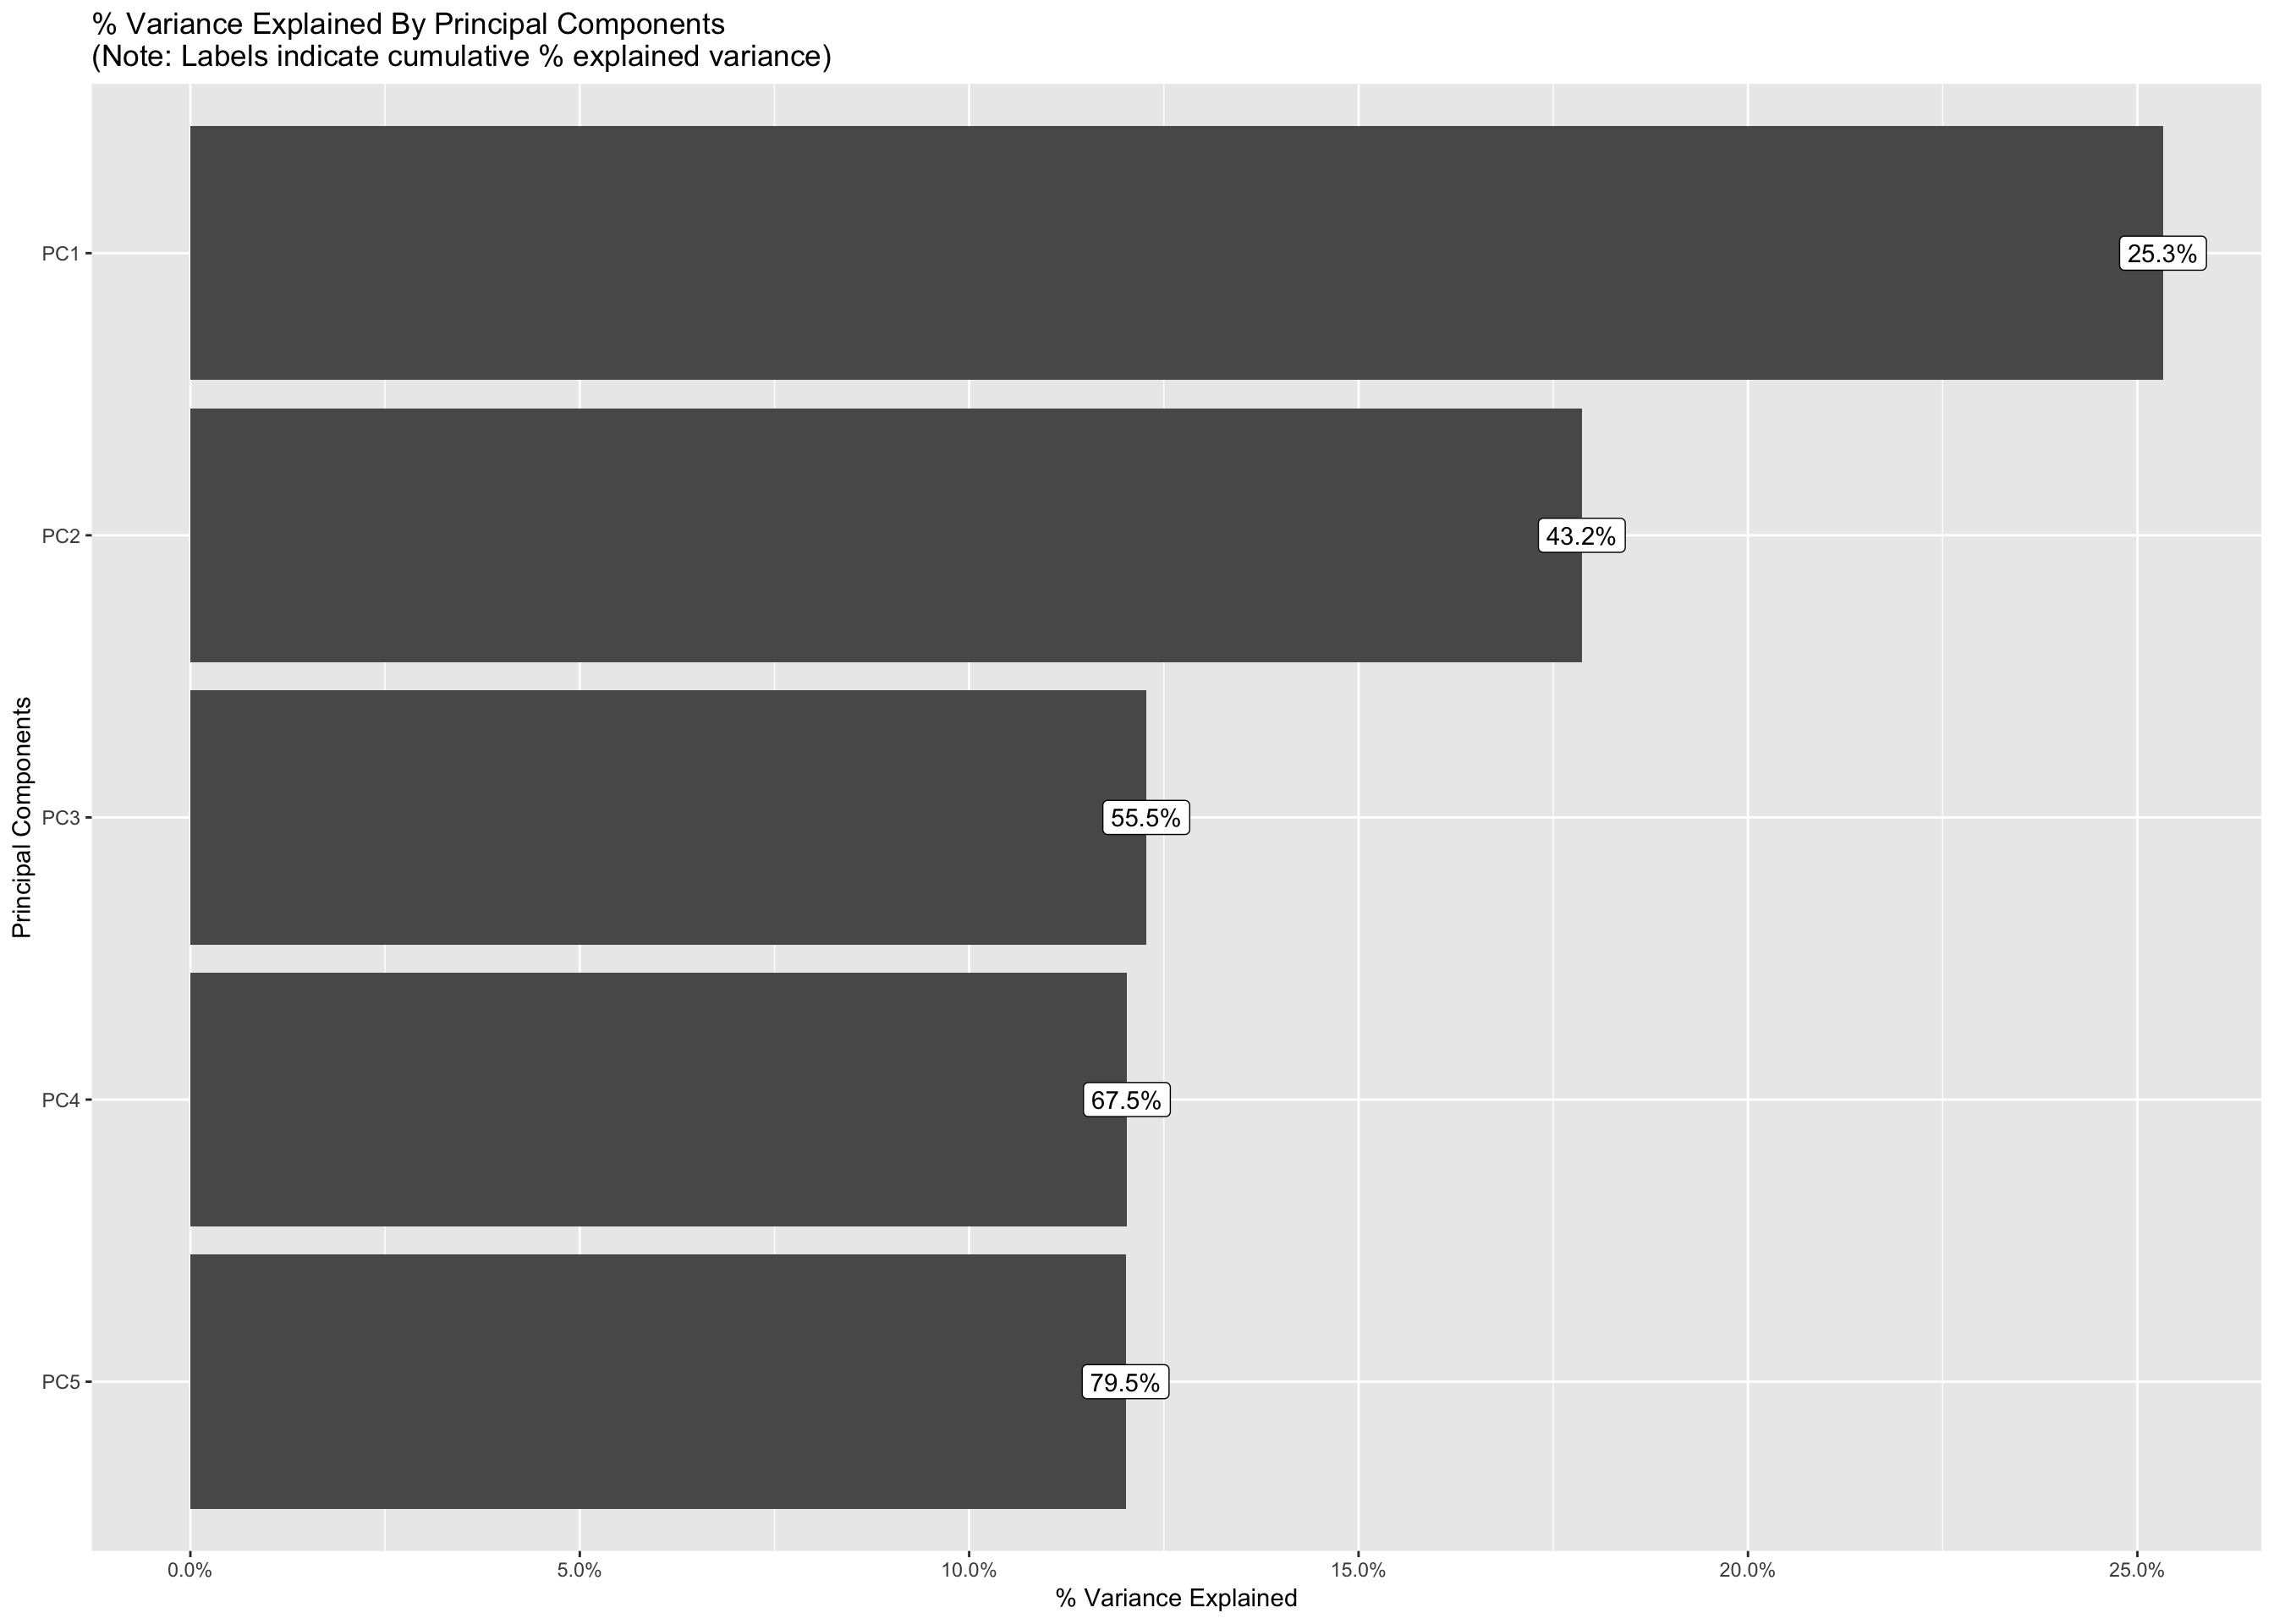 % Variance Explained By Principal Components
(Note: Labels indicate cumulative % explained variance)
Principal Components
PC1
25.3%
PC2
43.2%
PC3
55.5%
PC4
67.5%
PC5
79.5%
0.0% 5.0% 10.0% 15.0% 20.0% 25.0%
% Variance Explained